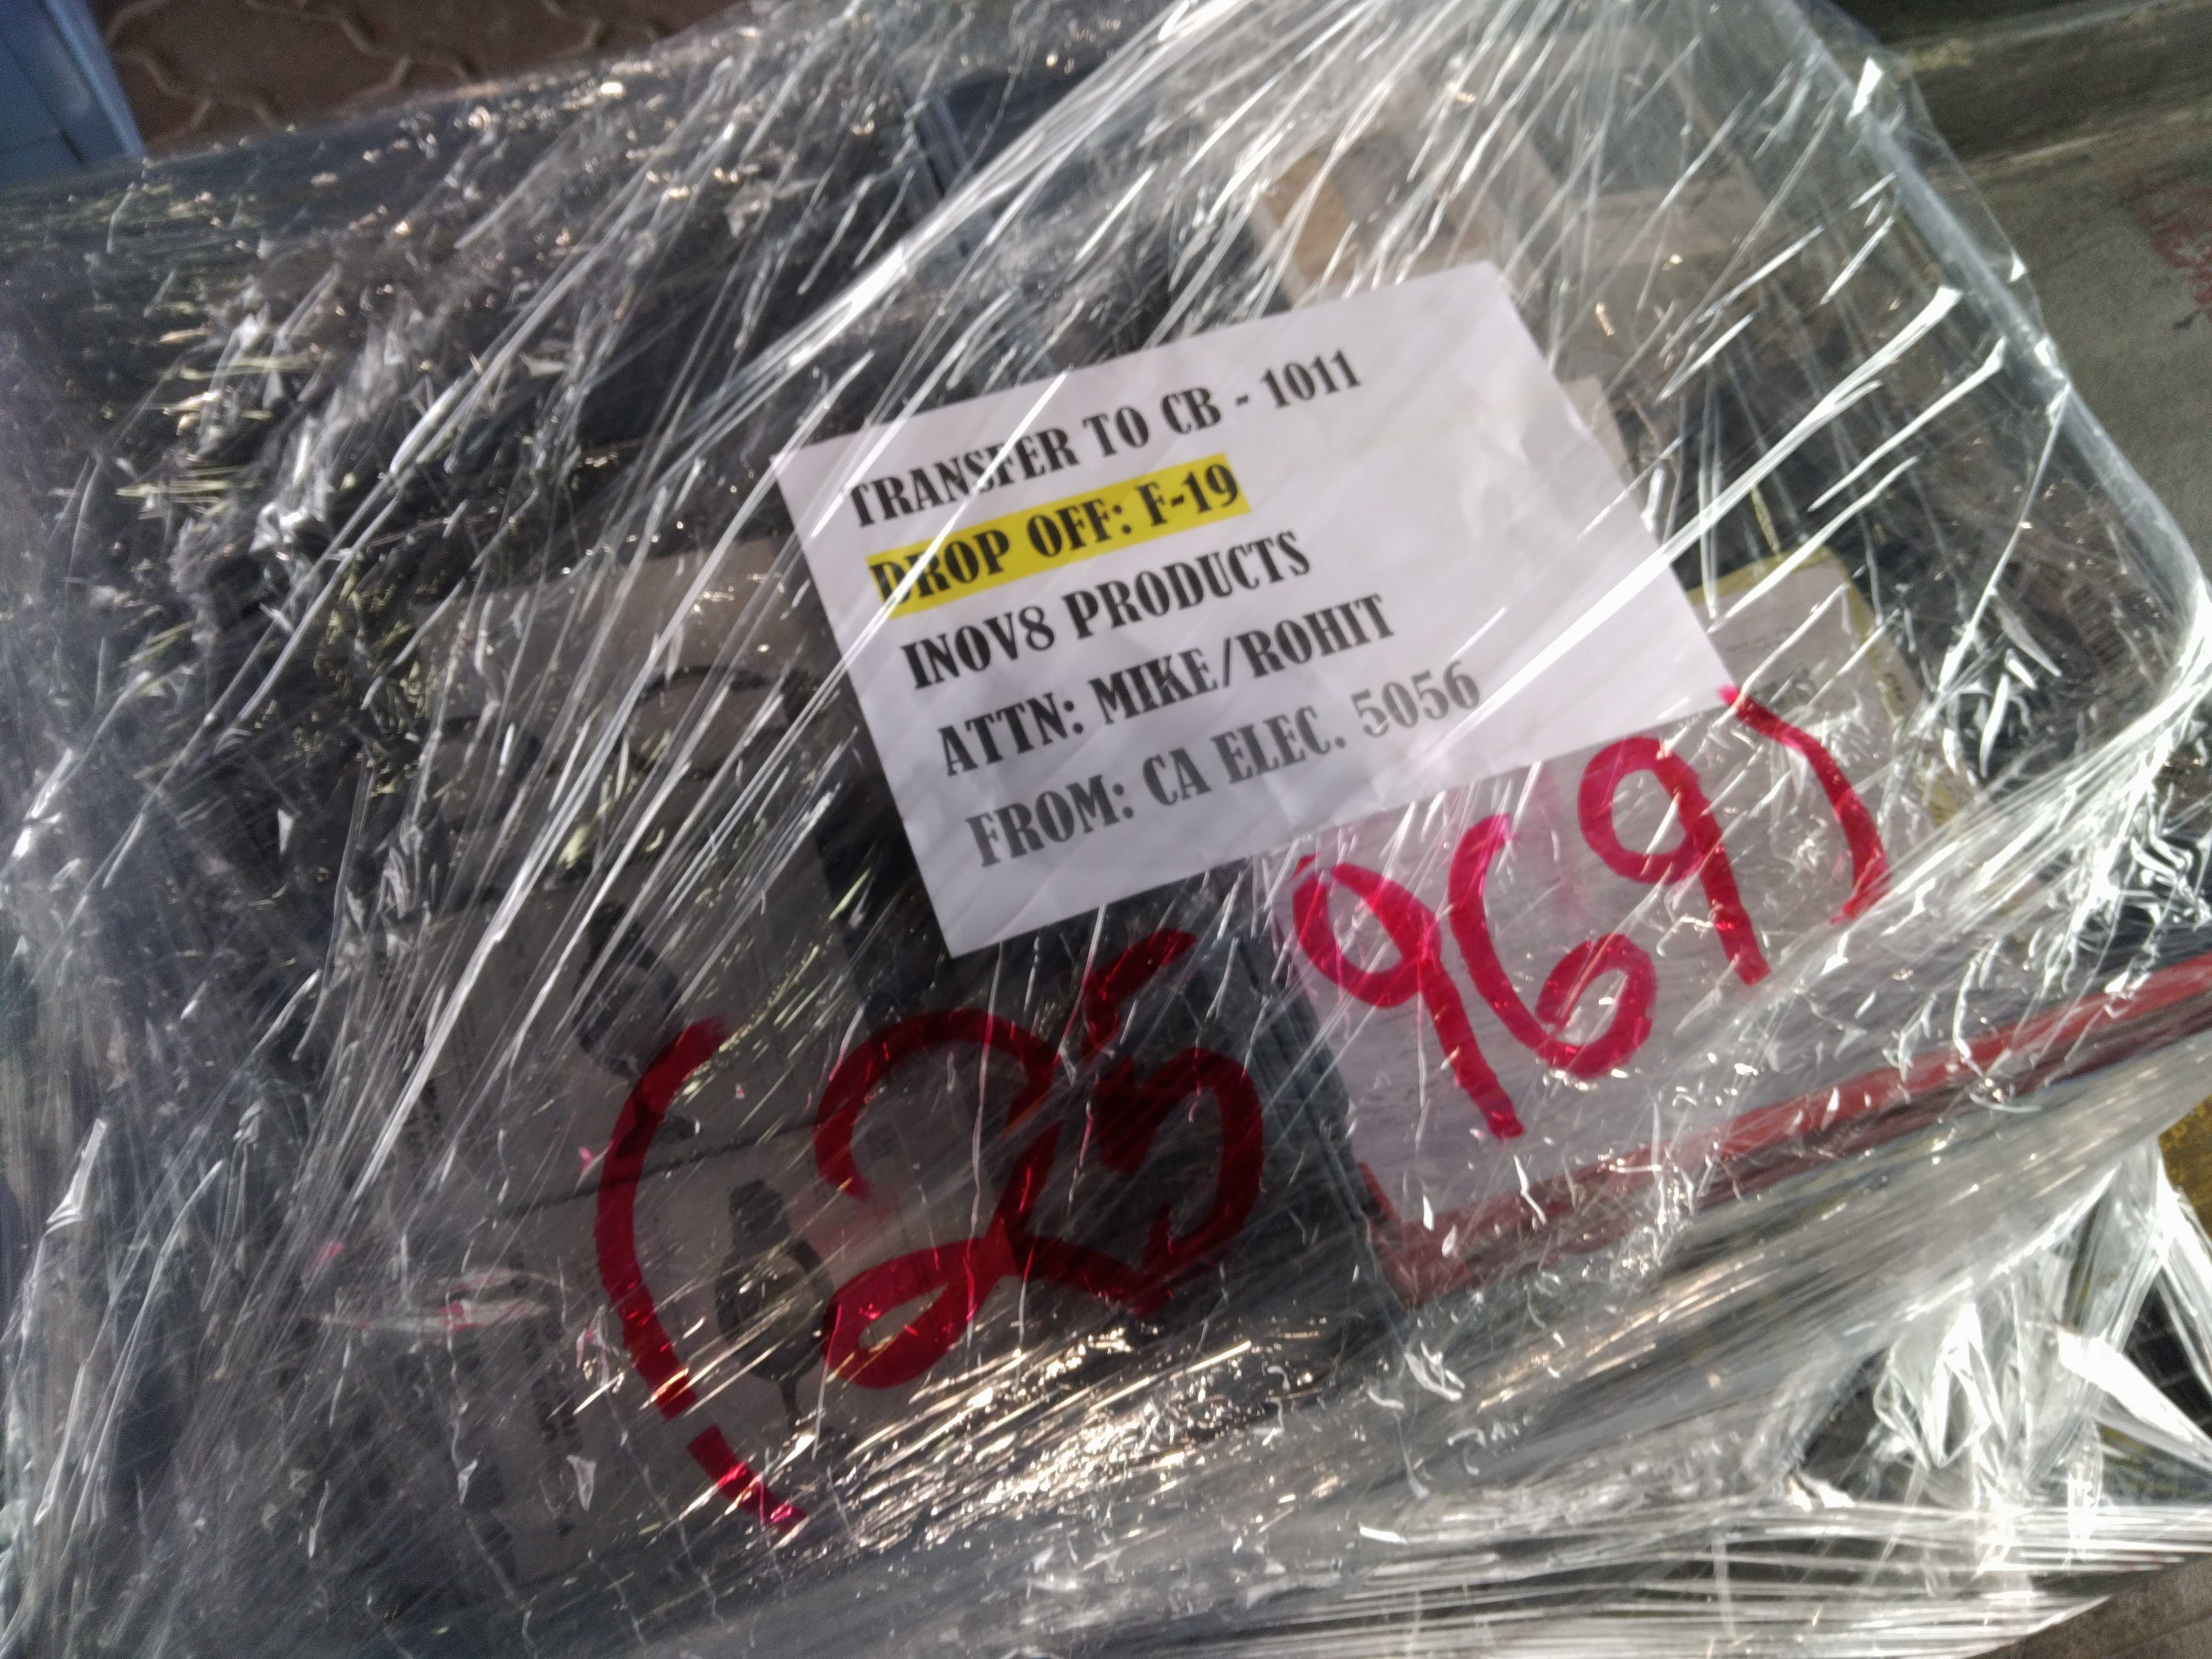 TRANSFER TO CB - 1011
DROP OFF: F-19
INOV8 PRODUCTS
ATTN: MIKE/ROHIT
FROM: CA ELEC. 5056
(25 969)